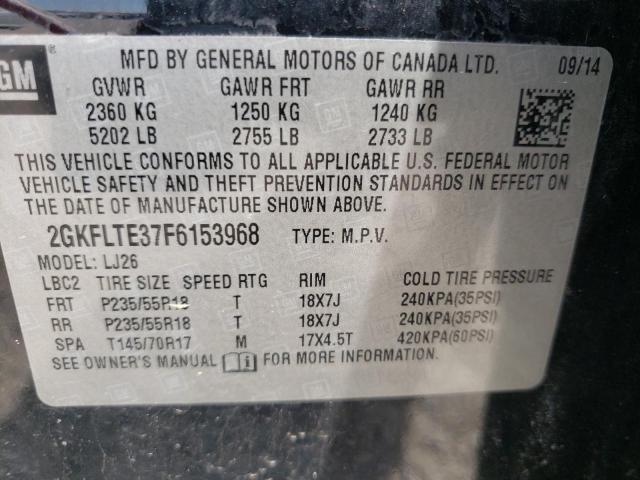 GM ®
MFD BY GENERAL MOTORS OF CANADA LTD. 09/14
GVWR GAWR FRT GAWR RR
2360 KG 1250 KG 1240 KG
5202 LB 2755 LB 2733 LB
THIS VEHICLE CONFORMS TO ALL APPLICABLE U.S. FEDERAL MOTOR
VEHICLE SAFETY AND THEFT PREVENTION STANDARDS IN EFFECT ON
THE DATE OF MANUFACTURE SHOWN ABOVE.
2GKFLTE37F6153968 TYPE: M.P.V.
MODEL: LJ26
LBC2 TIRE SIZE SPEED RTG RIM COLD TIRE PRESSURE
FRT P235/55R18 T 18X7J 240KPA(35PSI)
RR P235/55R18 T 18X7J 240KPA(35PSI)
SPA T145/70R17 M 17X4.5T 420KPA(60PSI)
SEE OWNER'S MANUAL FOR MORE INFORMATION.